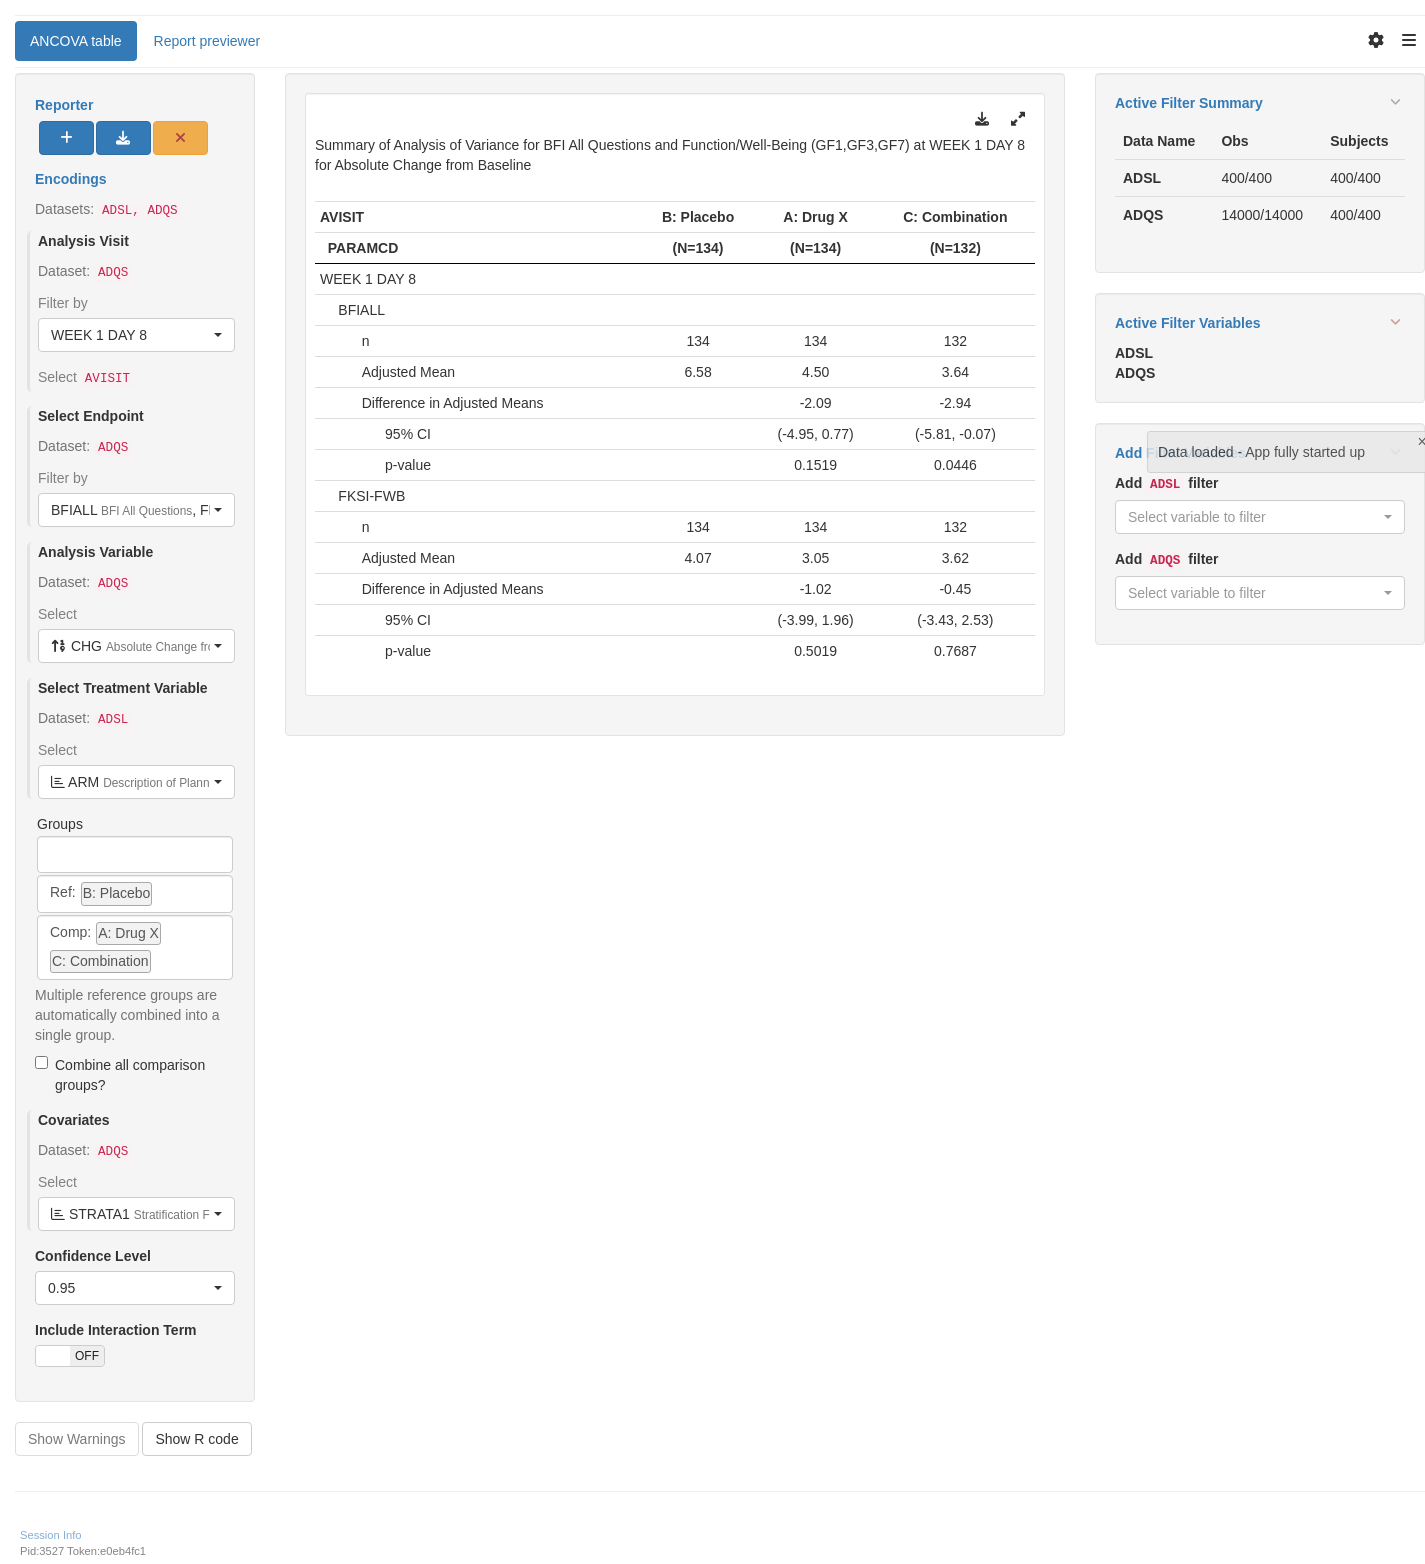 ANCOVA table
Report previewer
Reporter
Encodings
Datasets: ADSL, ADQS
Analysis Visit
Dataset: ADQS
Filter by
WEEK 1 DAY 8
Select AVISIT
Select Endpoint
Dataset: ADQS
Filter by
BFIALL BFI All Questions, F
Analysis Variable
Dataset: ADQS
Select
CHG Absolute Change fro
Select Treatment Variable
Dataset: ADSL
Select
ARM Description of Plann
Groups
Ref: B: Placebo
Comp: A: Drug X
C: Combination
Multiple reference groups are
automatically combined into a
single group.
Combine all comparison
groups?
Covariates
Dataset: ADQS
Select
STRATA1 Stratification F
Confidence Level
0.95
Include Interaction Term
OFF
Show Warnings
Show R code
Summary of Analysis of Variance for BFI All Questions and Function/Well-Being (GF1,GF3,GF7) at WEEK 1 DAY 8
for Absolute Change from Baseline
AVISIT B: Placebo A: Drug X C: Combination
PARAMCD (N=134) (N=134) (N=132)
WEEK 1 DAY 8
BFIALL
n 134 134 132
Adjusted Mean 6.58 4.50 3.64
Difference in Adjusted Means -2.09 -2.94
95% CI (-4.95, 0.77) (-5.81, -0.07)
p-value 0.1519 0.0446
FKSI-FWB
n 134 134 132
Adjusted Mean 4.07 3.05 3.62
Difference in Adjusted Means -1.02 -0.45
95% CI (-3.99, 1.96) (-3.43, 2.53)
p-value 0.5019 0.7687
Active Filter Summary
Data Name Obs Subjects
ADSL 400/400 400/400
ADQS 14000/14000 400/400
Active Filter Variables
ADSL
ADQS
Add
Data loaded - App fully started up
×
Add ADSL filter
Select variable to filter
Add ADQS filter
Select variable to filter
Session Info
Pid:3527 Token:e0eb4fc1